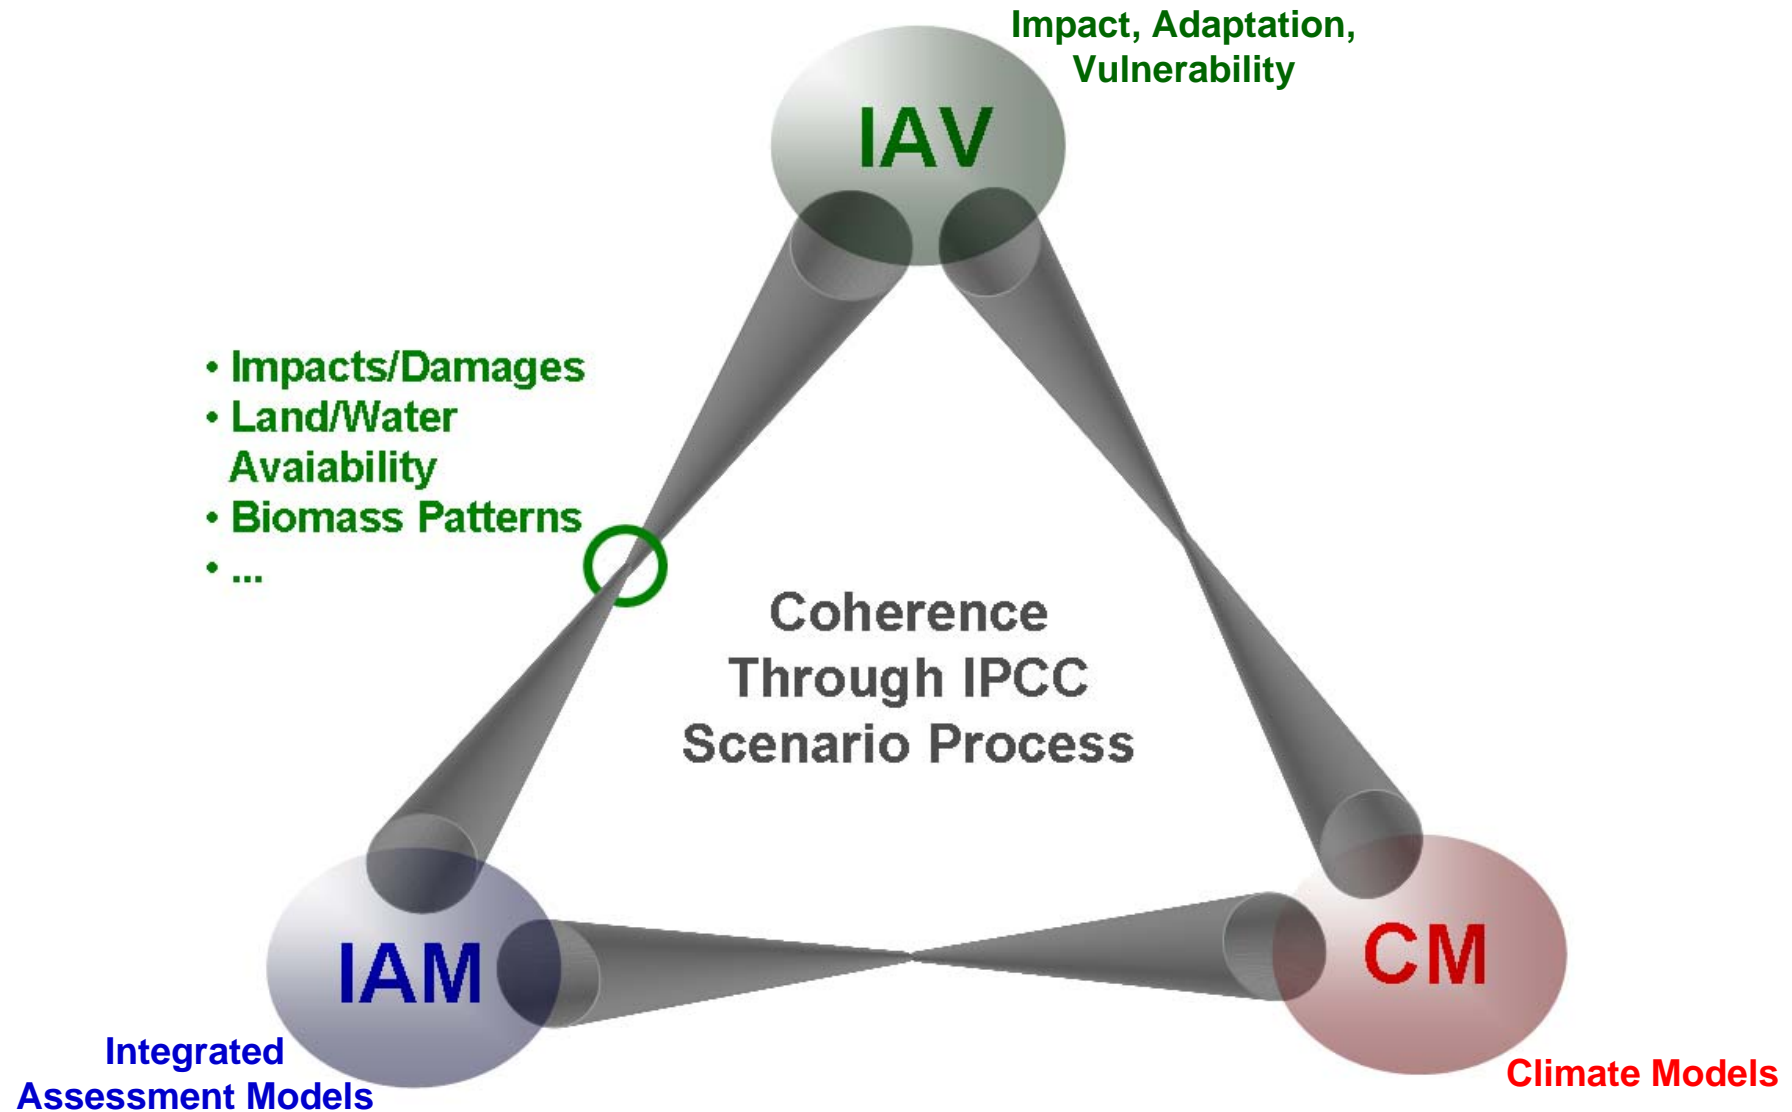 Impact, Adaptation,
Vulnerability
IAV
• Impacts/Damages
• Land/Water
Avaiability
• Biomass Patterns
• ...
Coherence
Through IPCC
Scenario Process
IAM
CM
Integrated
Assessment Models
Climate Models